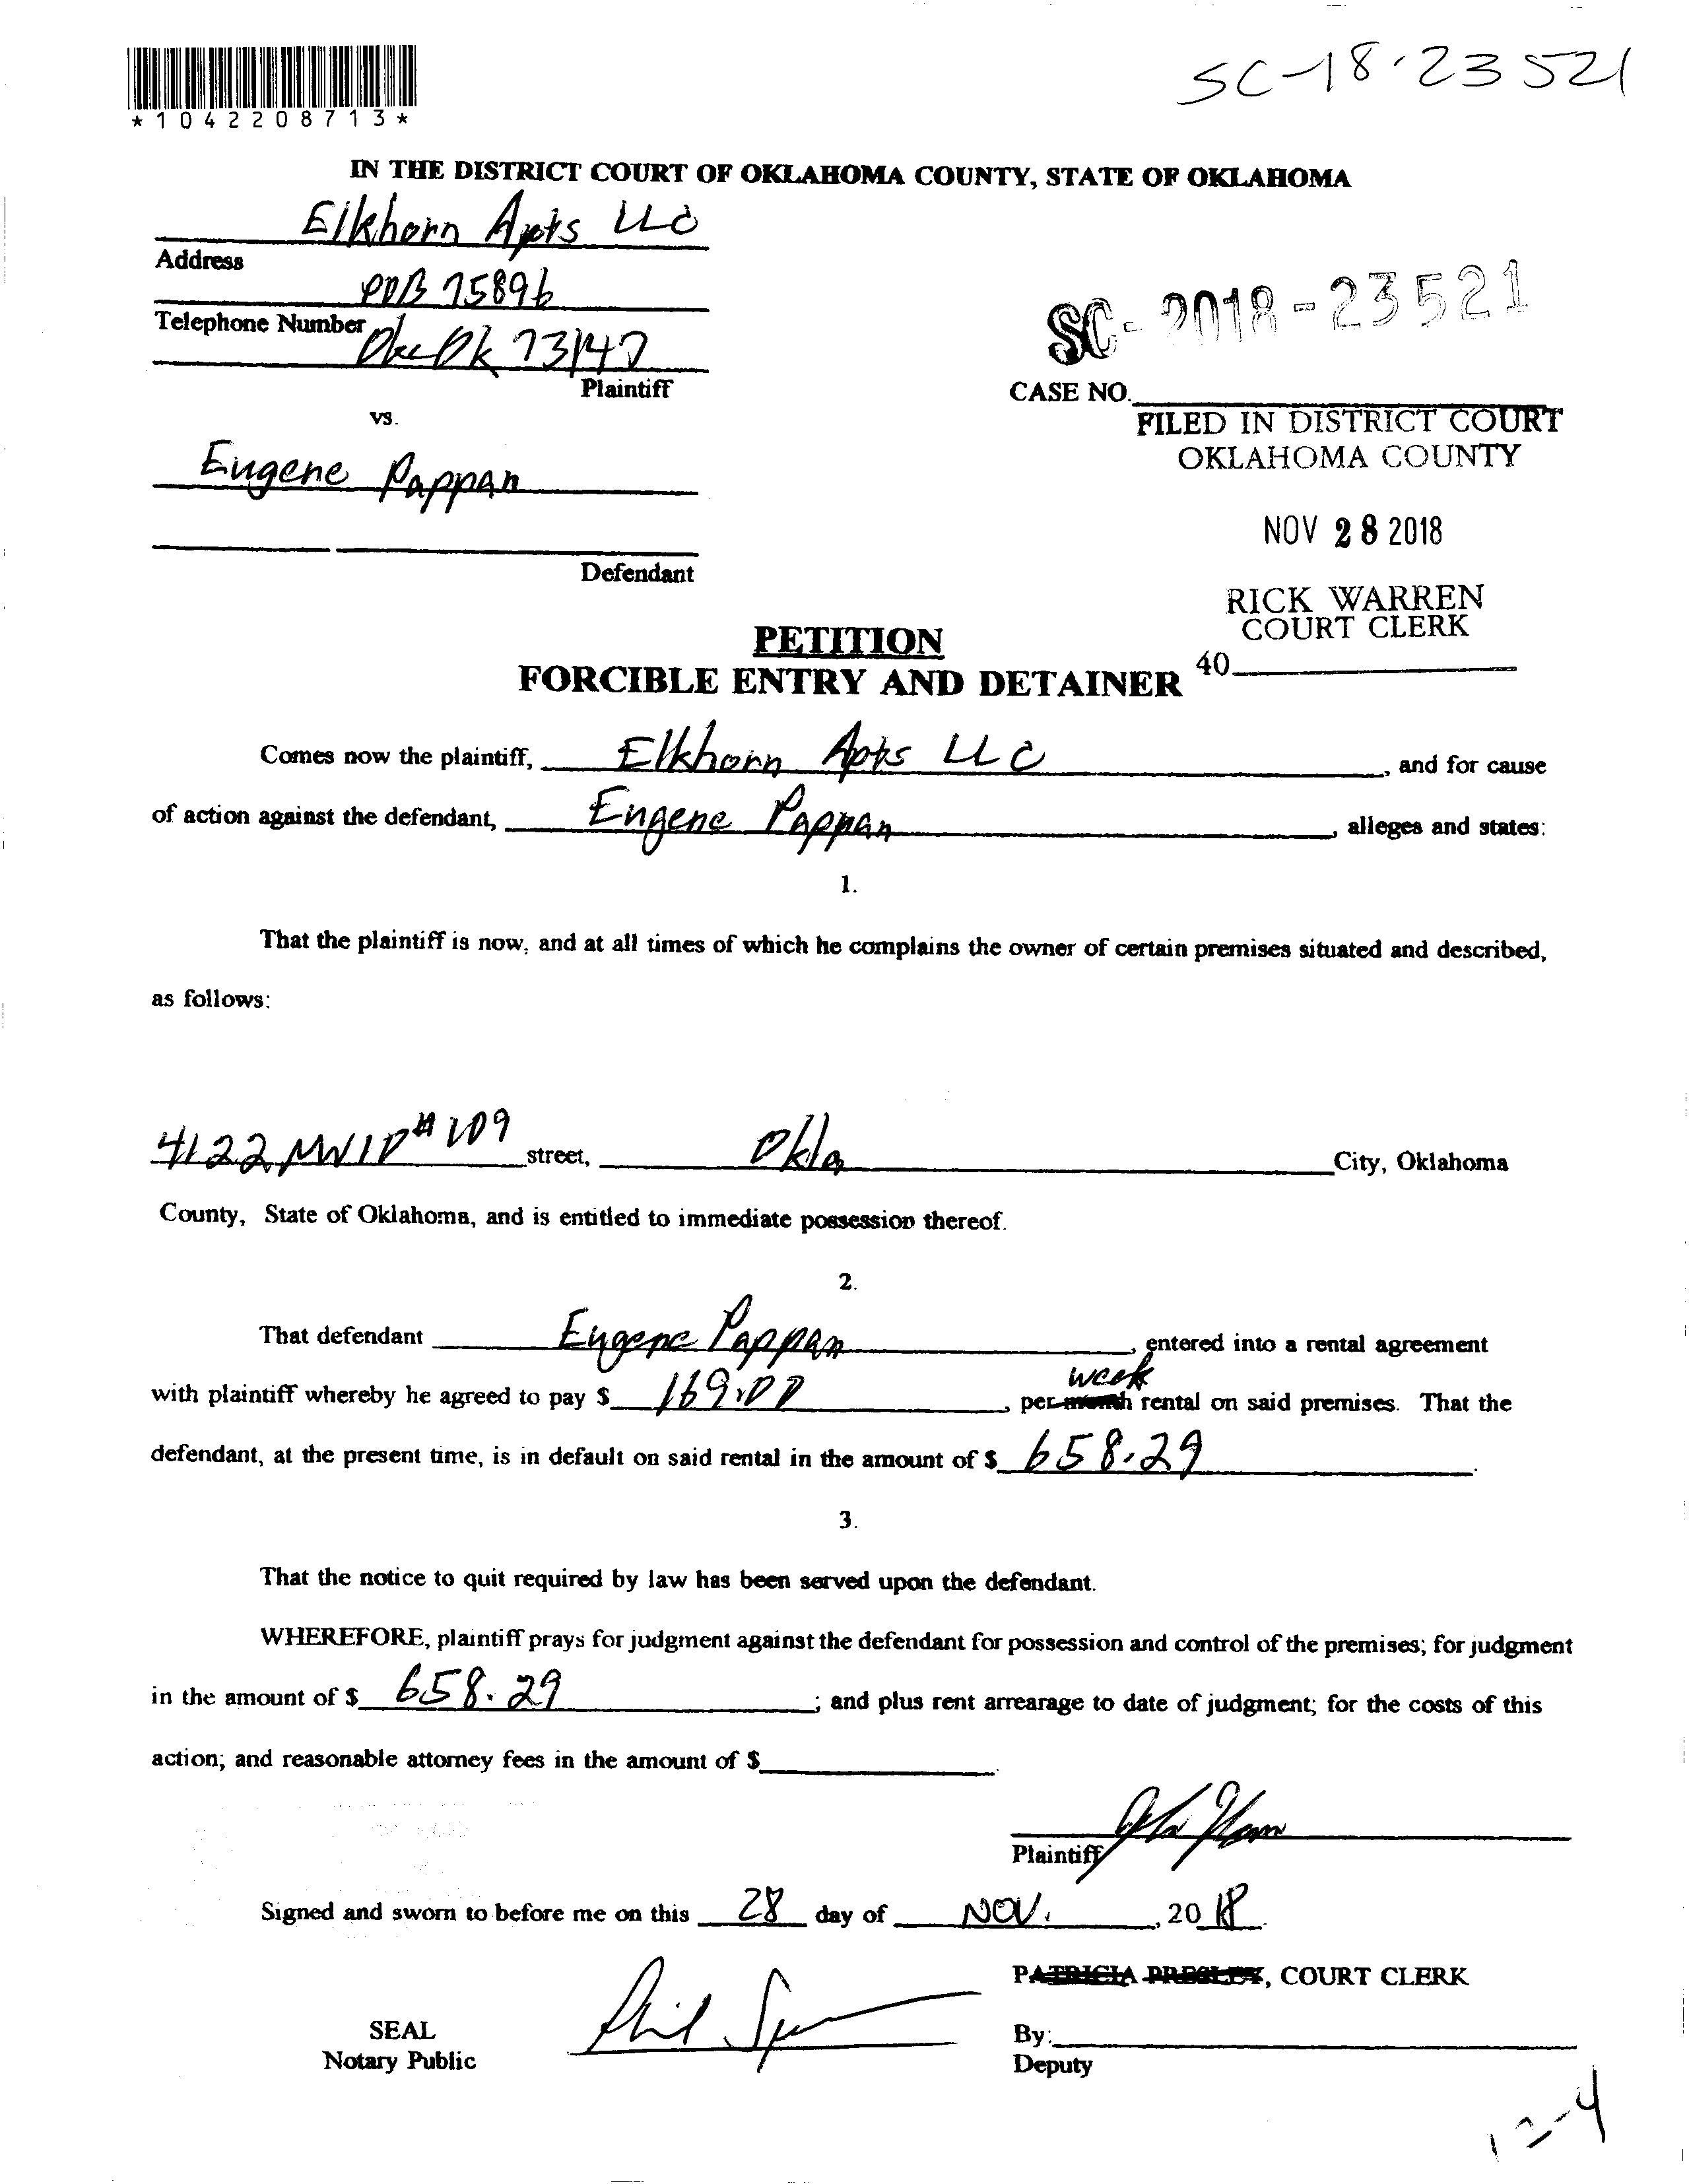 *1042208713*
SC-18-23521
IN THE DISTRICT COURT OF OKLAHOMA COUNTY, STATE OF OKLAHOMA
Elkhorn Apts LLC
Address
POB 75896
Telephone Number
Okc Ok 73147
Plaintiff
vs.
Eugene Pappan
Defendant
SC-2018-23521
CASE NO.
FILED IN DISTRICT COURT
OKLAHOMA COUNTY
NOV 28 2018
RICK WARREN
COURT CLERK
40
PETITION
FORCIBLE ENTRY AND DETAINER
Comes now the plaintiff, Elkhorn Apts LLC, and for cause
of action against the defendant, Eugene Pappan, alleges and states:
1.
That the plaintiff is now, and at all times of which he complains the owner of certain premises situated and described,
as follows:
4122 NW10 #109 street, Okla City, Oklahoma
County, State of Oklahoma, and is entitled to immediate possession thereof.
2.
That defendant Eugene Pappan, entered into a rental agreement
week
with plaintiff whereby he agreed to pay $ 169.00, per month rental on said premises. That the
defendant, at the present time, is in default on said rental in the amount of $ 658.29.
3.
That the notice to quit required by law has been served upon the defendant.
WHEREFORE, plaintiff prays for judgment against the defendant for possession and control of the premises; for judgment
in the amount of $ 658.29; and plus rent arrearage to date of judgment; for the costs of this
action; and reasonable attorney fees in the amount of $.
Plaintiff
Signed and sworn to before me on this 28 day of NOV., 2018.
PATRICIA PRESLEY, COURT CLERK
SEAL
Notary Public
By:
Deputy
12-4